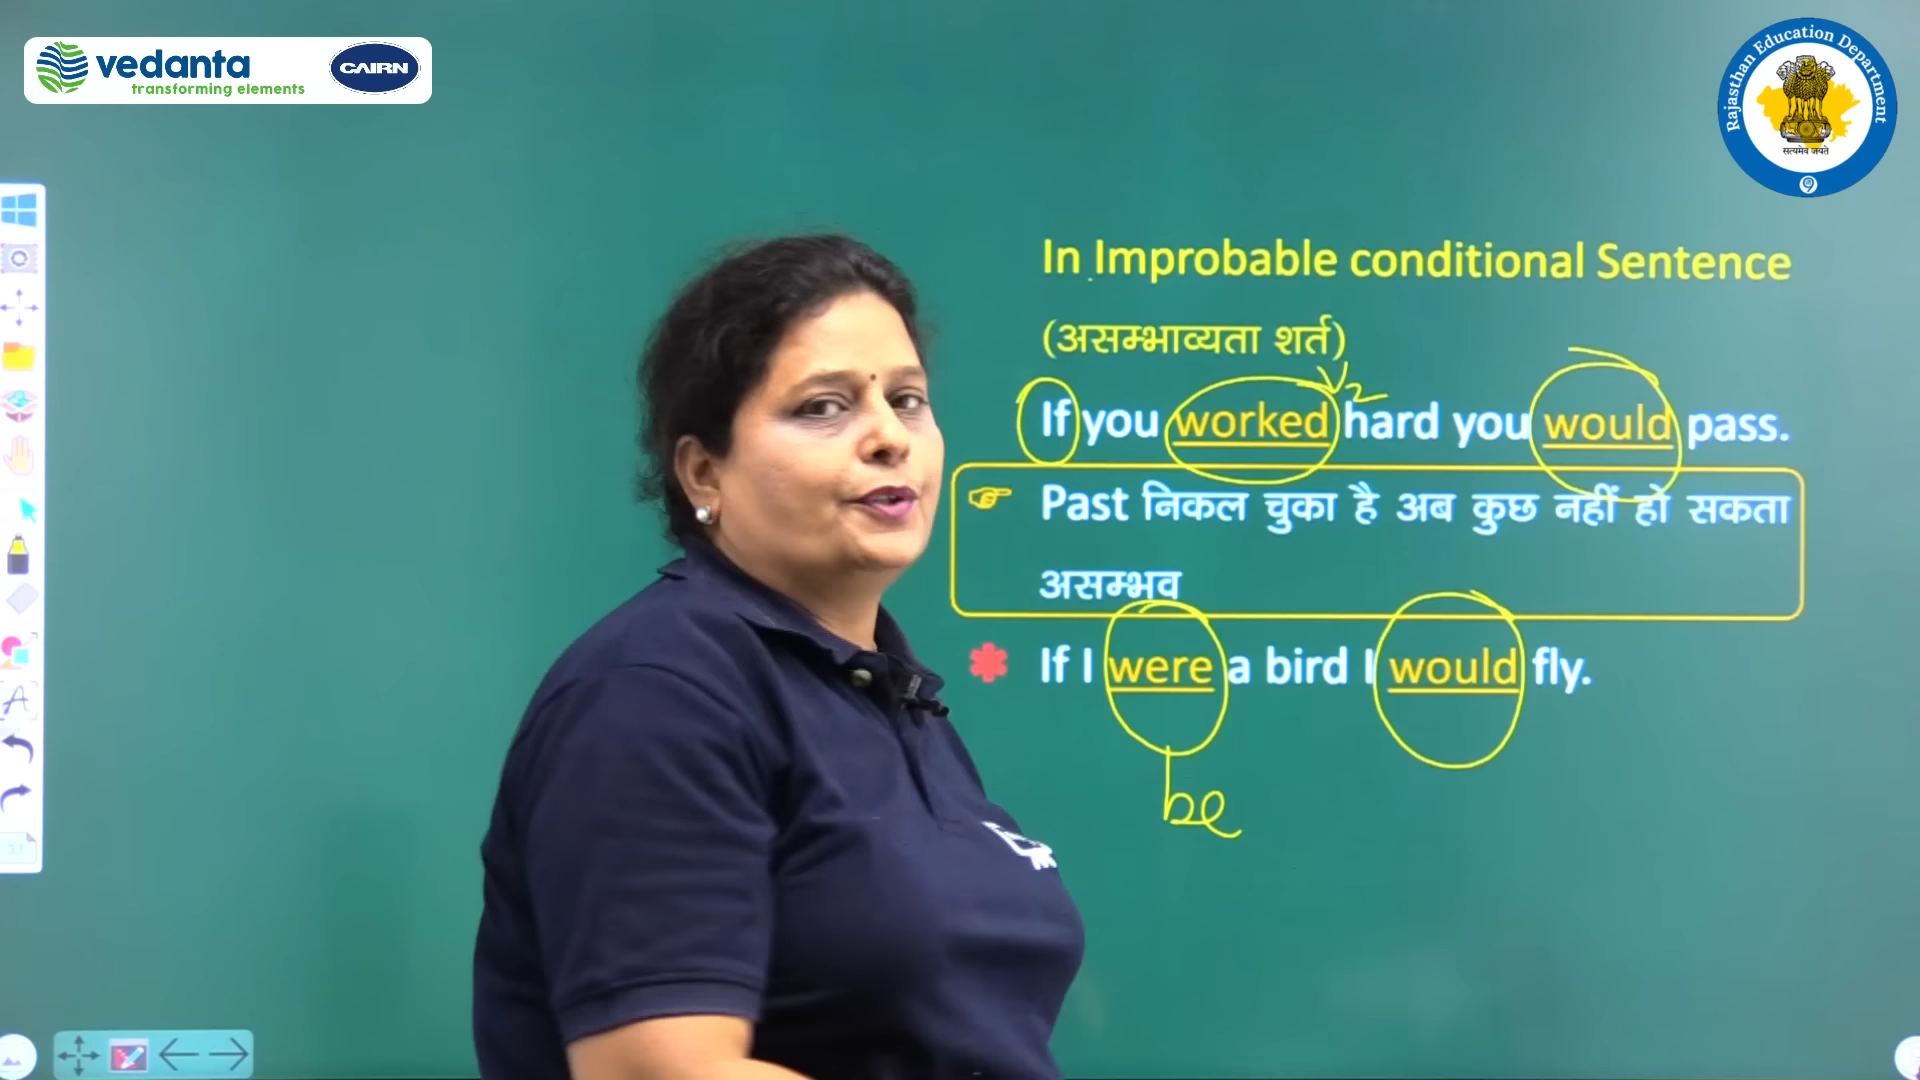 vedanta
transforming elements
CAIRN
Rajasthan Education Department
सत्यमेव जयते
In Improbable conditional Sentence
(असम्भाव्यता शर्त)
V2
If you worked hard you would pass.
Past निकल चुका है अब कुछ नहीं हो सकता
असम्भव
If I were a bird I would fly.
be